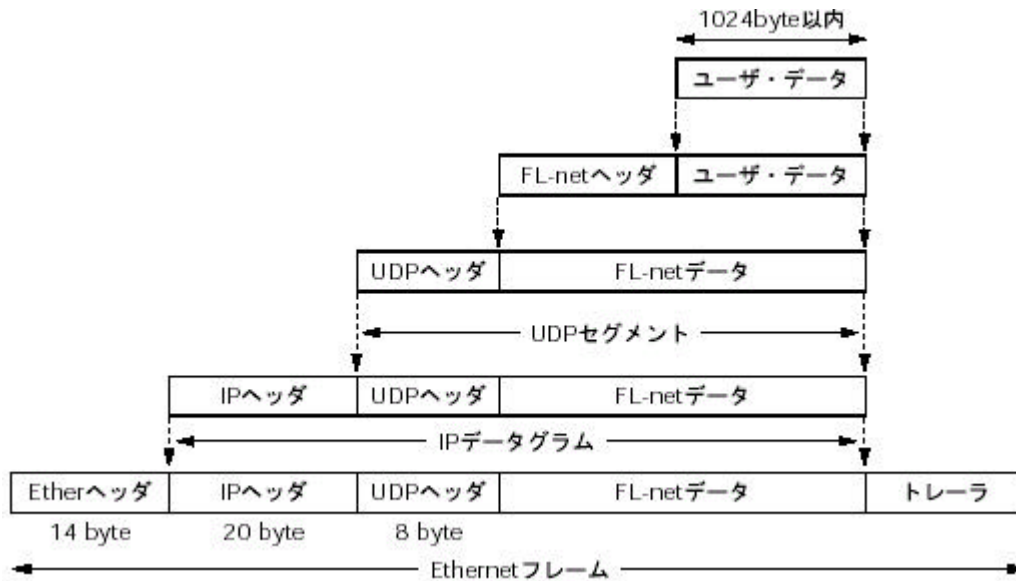 1024byte以内
ユーザ・データ
FL-netヘッダ ユーザ・データ
UDPヘッダ FL-netデータ
UDPセグメント
IPヘッダ UDPヘッダ FL-netデータ
IPデータグラム
Etherヘッダ IPヘッダ UDPヘッダ FL-netデータ トレーラ
14 byte 20 byte 8 byte
Ethernetフレーム